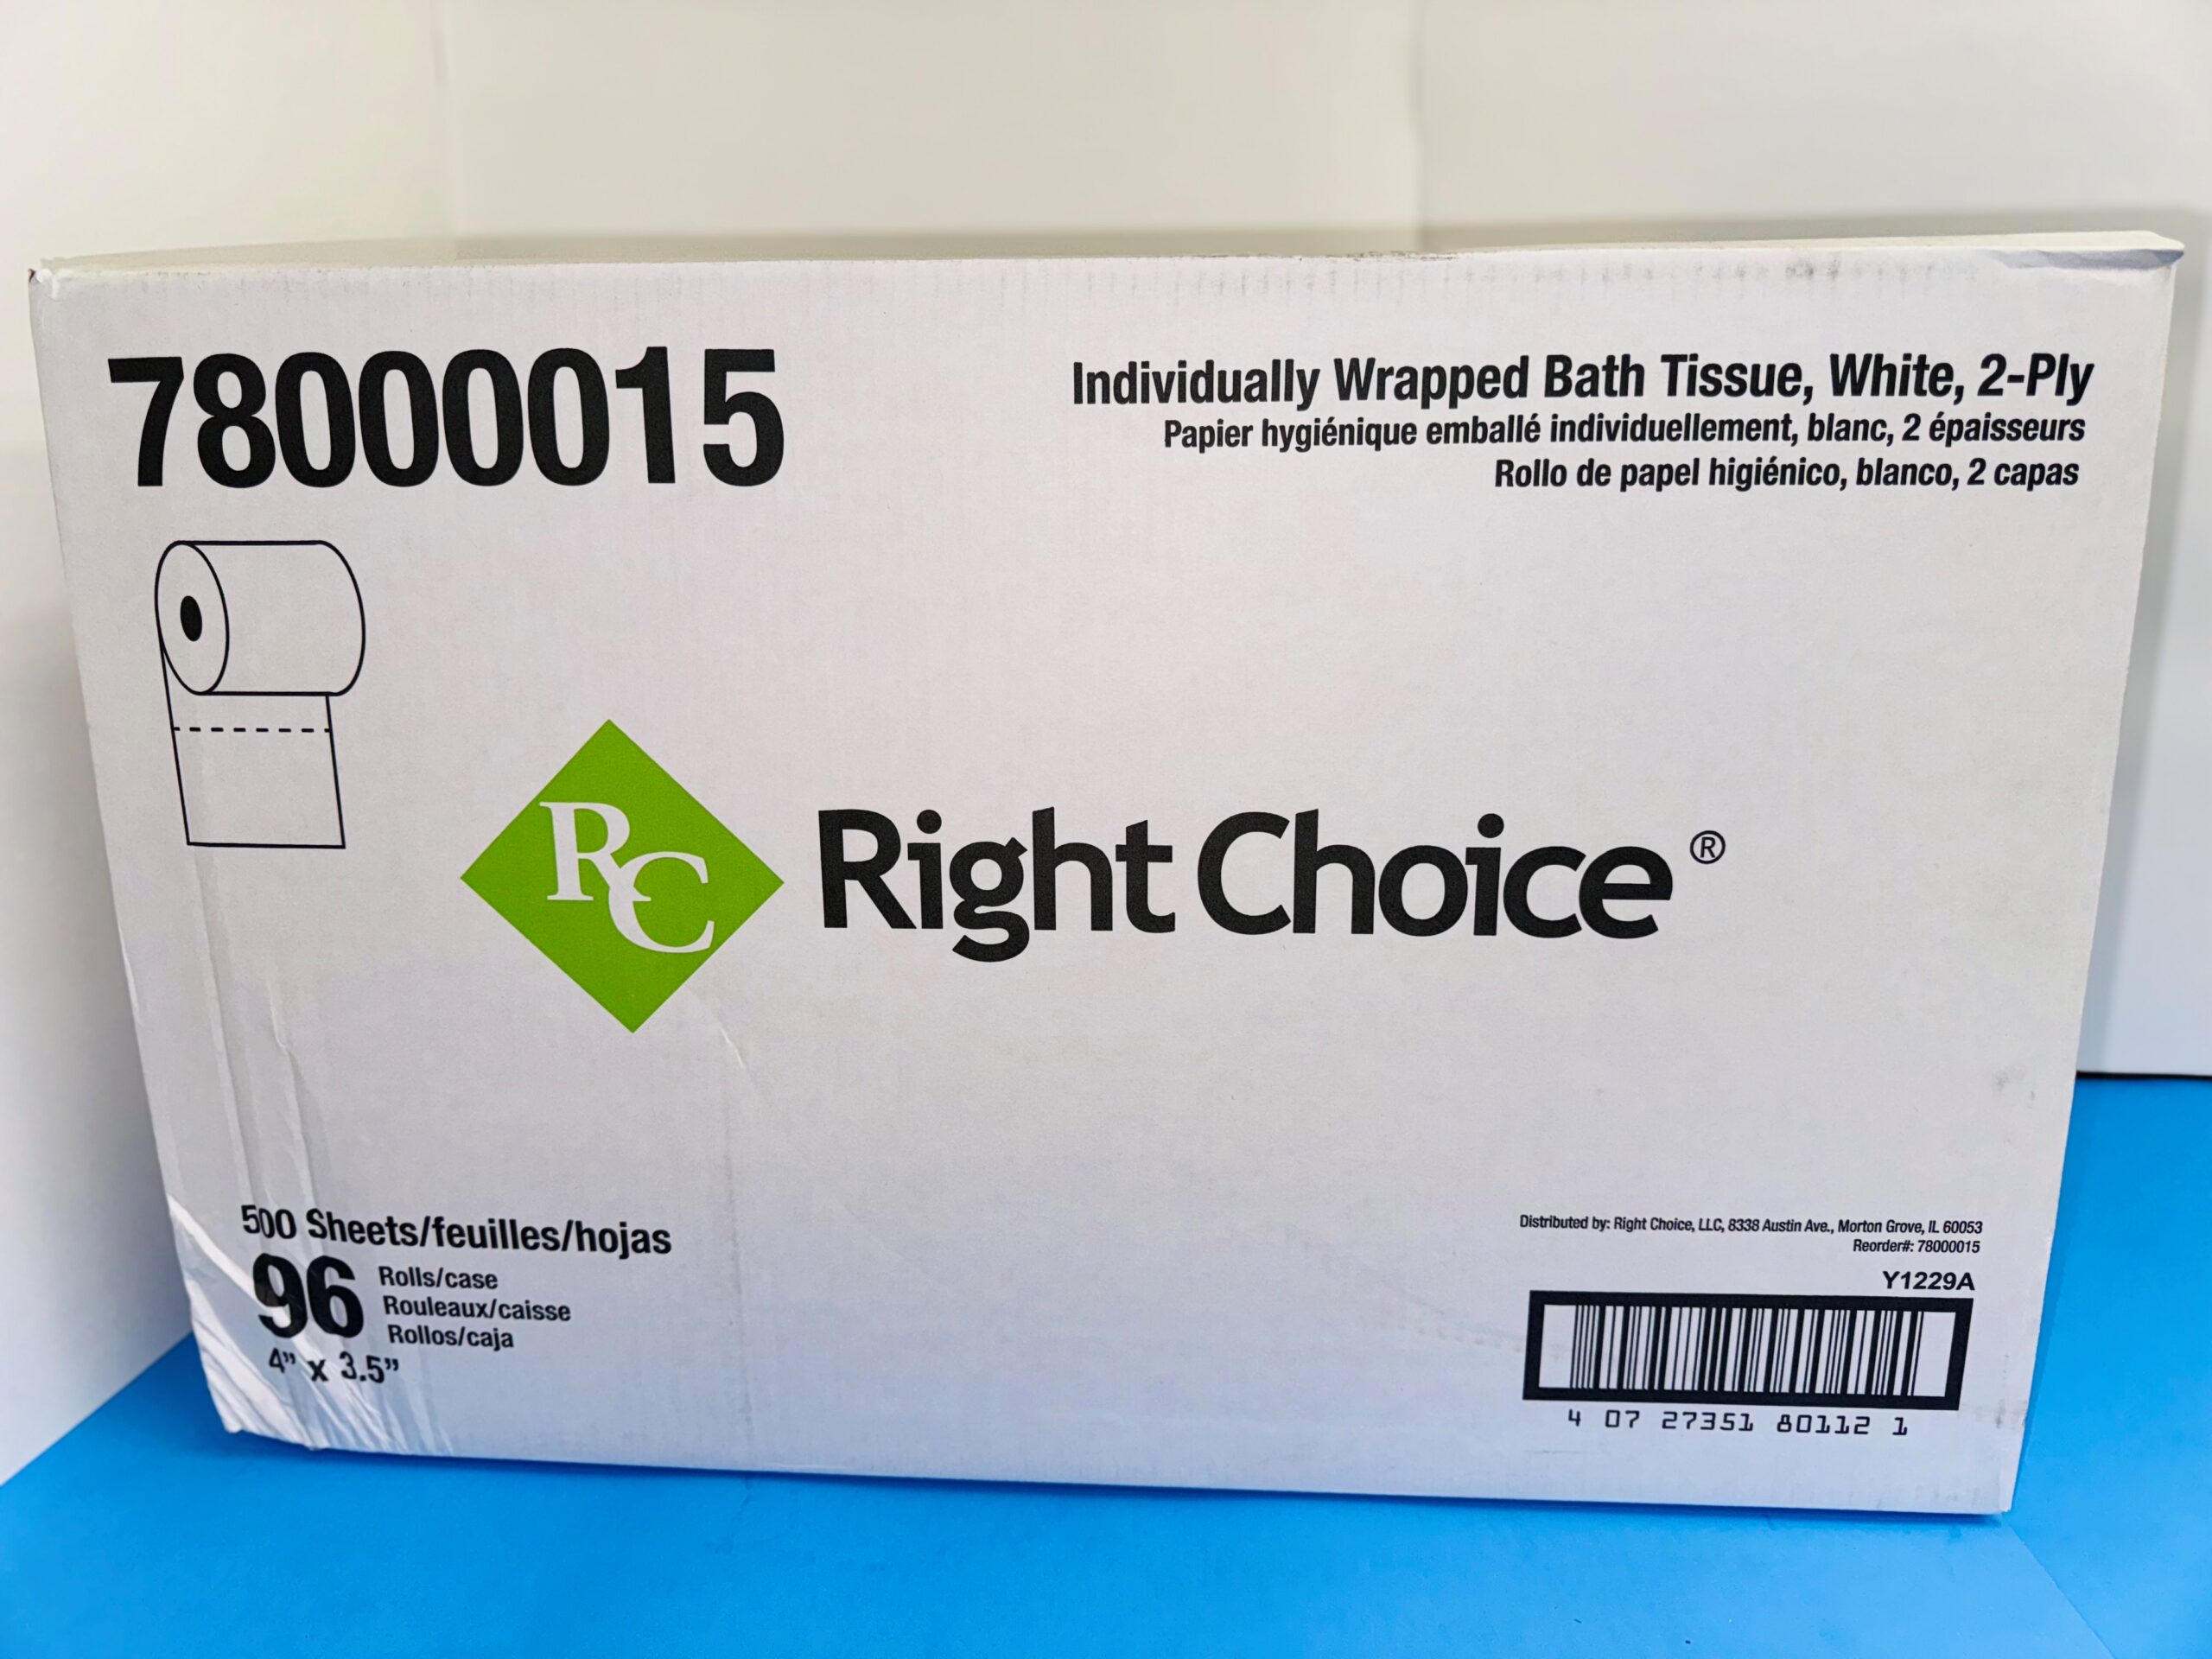 78000015
Individually Wrapped Bath Tissue, White, 2-Ply
Papier hygiénique emballé individuellement, blanc, 2 épaisseurs
Rollo de papel higiénico, blanco, 2 capas
RC
Right Choice®
500 Sheets/feuilles/hojas
96
Rolls/case
Rouleaux/caisse
Rollos/caja
4” x 3.5”
Distributed by: Right Choice, LLC, 8338 Austin Ave., Morton Grove, IL 60053
Reorder#: 78000015
Y1229A
4 07 27351 80112 1